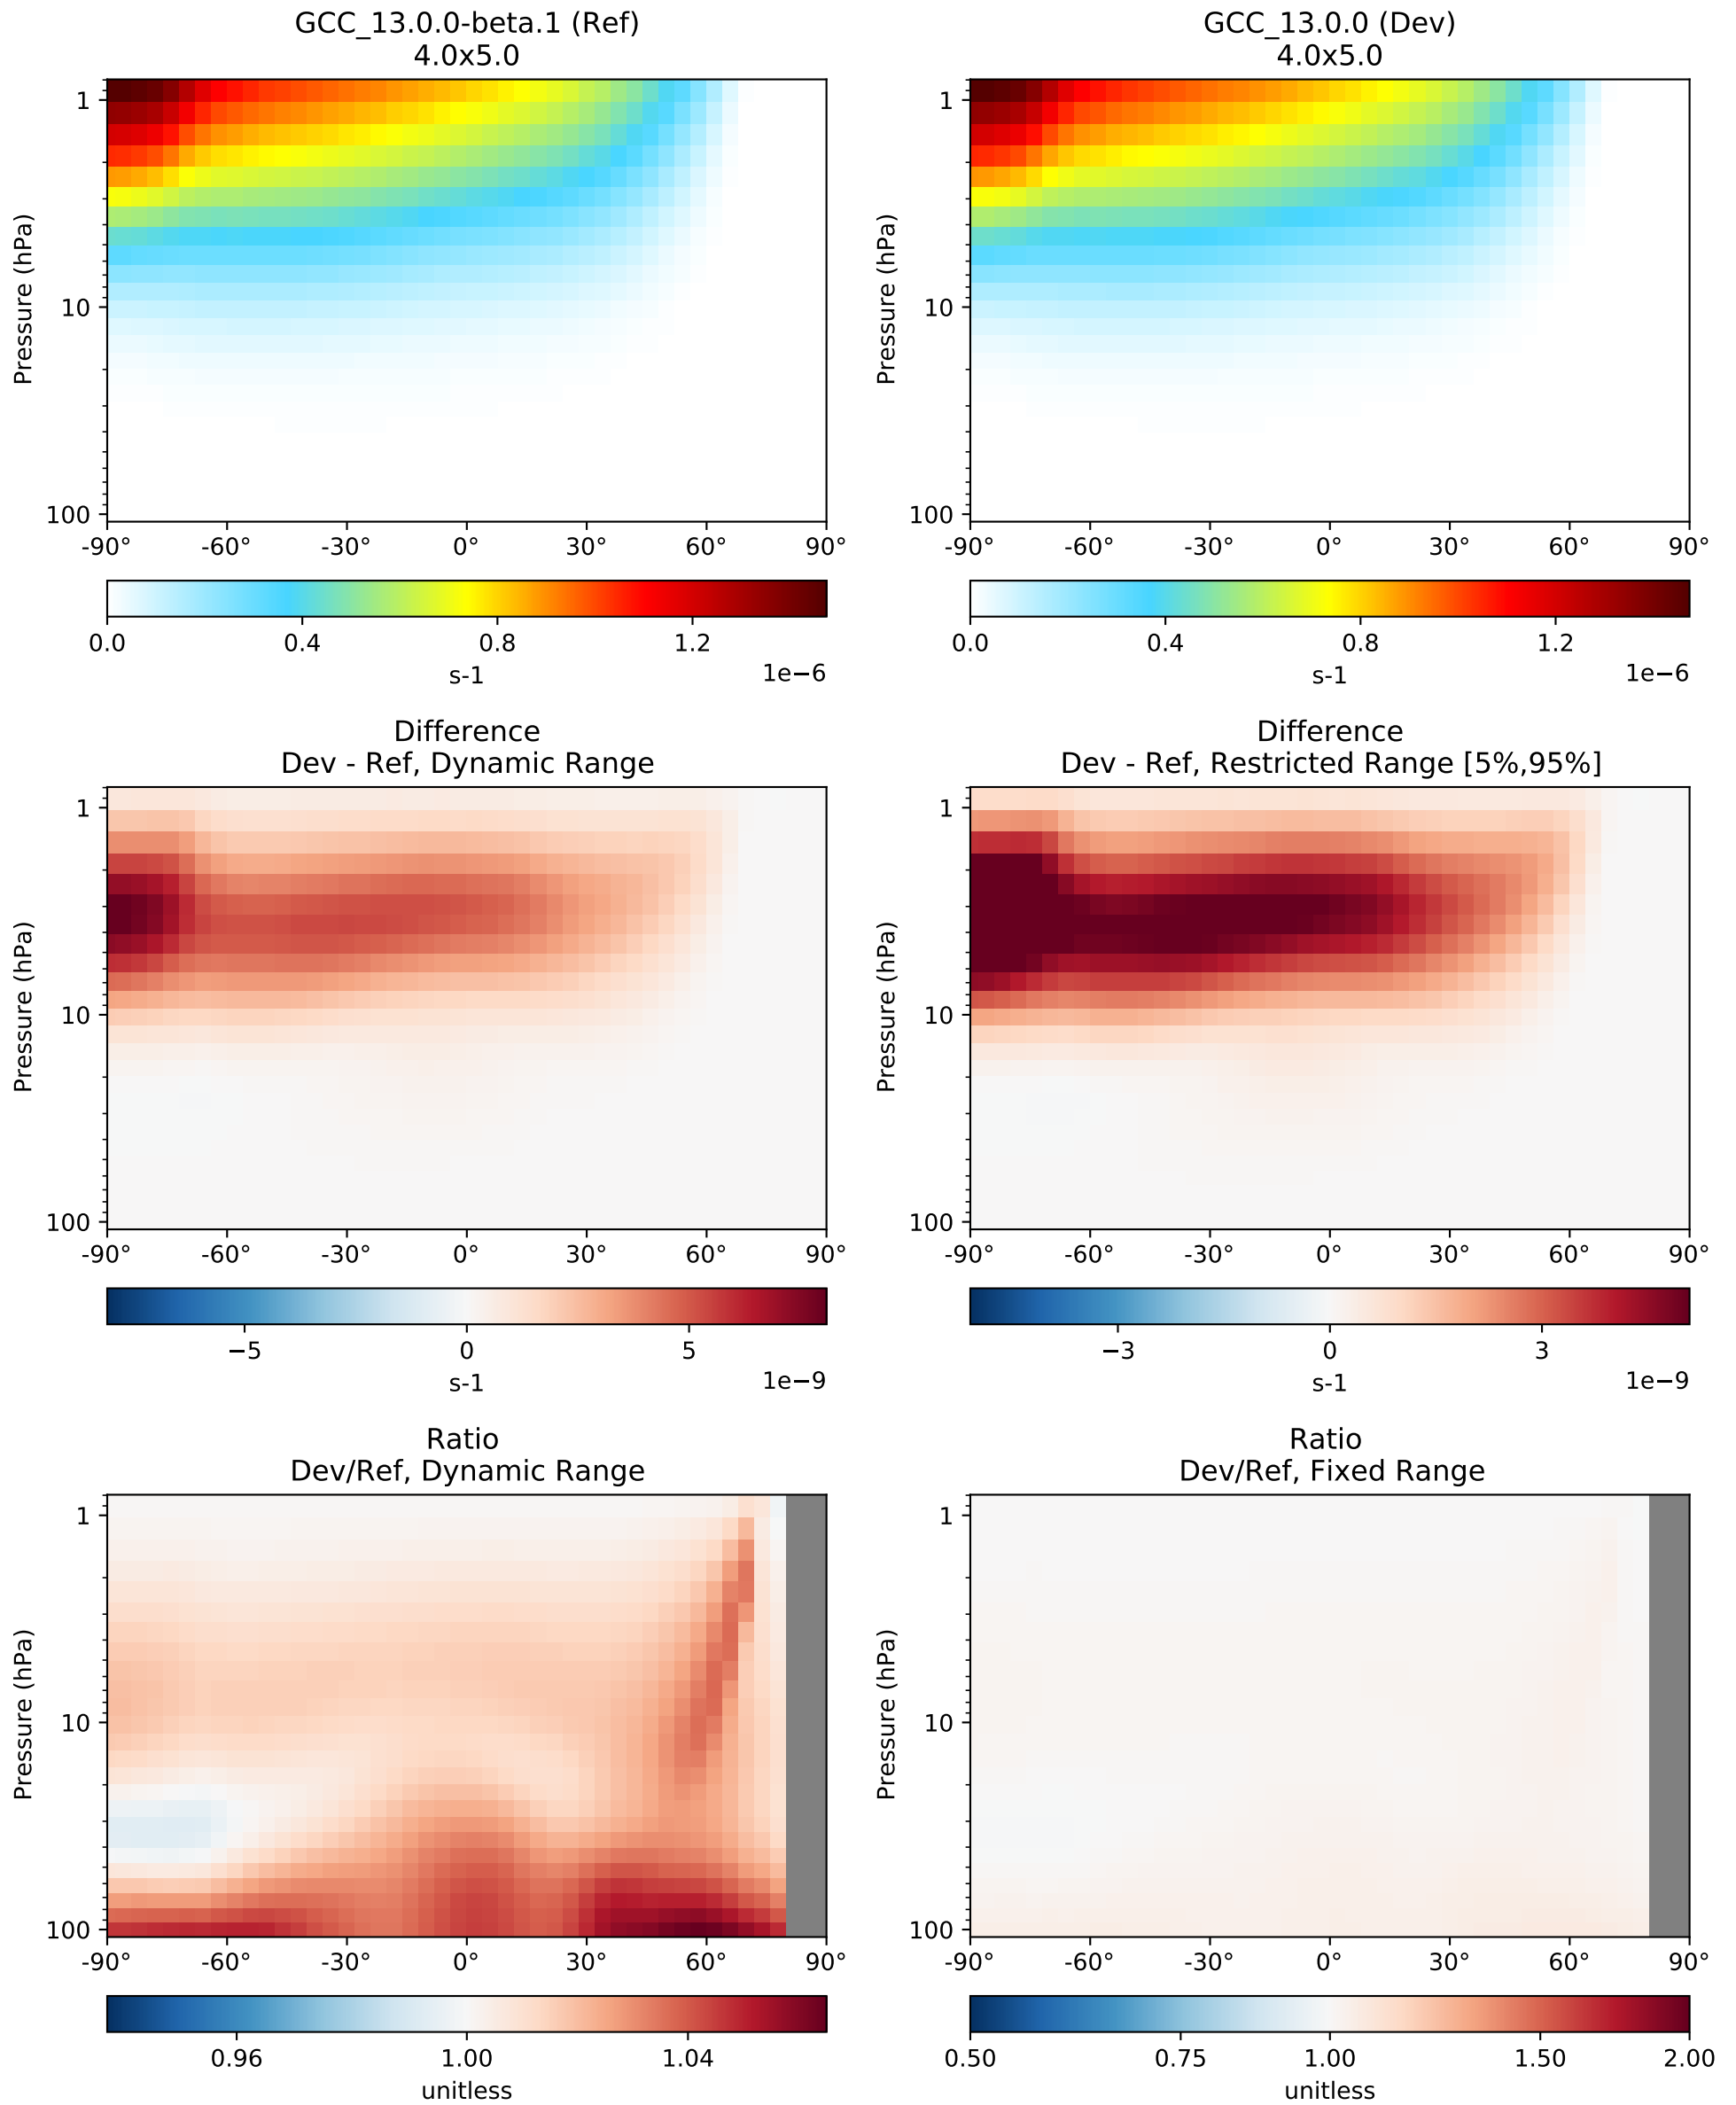 GCC_13.0.0-beta.1 (Ref)
4.0x5.0
Pressure (hPa)
1
10
100
-90°
-60°
-30°
0°
30°
60°
90°
0.0
0.4
0.8
1.2
s-1
1e−6
GCC_13.0.0 (Dev)
4.0x5.0
Pressure (hPa)
1
10
100
-90°
-60°
-30°
0°
30°
60°
90°
0.0
0.4
0.8
1.2
s-1
1e−6
Difference
Dev - Ref, Dynamic Range
Pressure (hPa)
1
10
100
-90°
-60°
-30°
0°
30°
60°
90°
−5
0
5
s-1
1e−9
Difference
Dev - Ref, Restricted Range [5%,95%]
Pressure (hPa)
1
10
100
-90°
-60°
-30°
0°
30°
60°
90°
−3
0
3
s-1
1e−9
Ratio
Dev/Ref, Dynamic Range
Pressure (hPa)
1
10
100
-90°
-60°
-30°
0°
30°
60°
90°
0.96
1.00
1.04
unitless
Ratio
Dev/Ref, Fixed Range
Pressure (hPa)
1
10
100
-90°
-60°
-30°
0°
30°
60°
90°
0.50
0.75
1.00
1.50
2.00
unitless